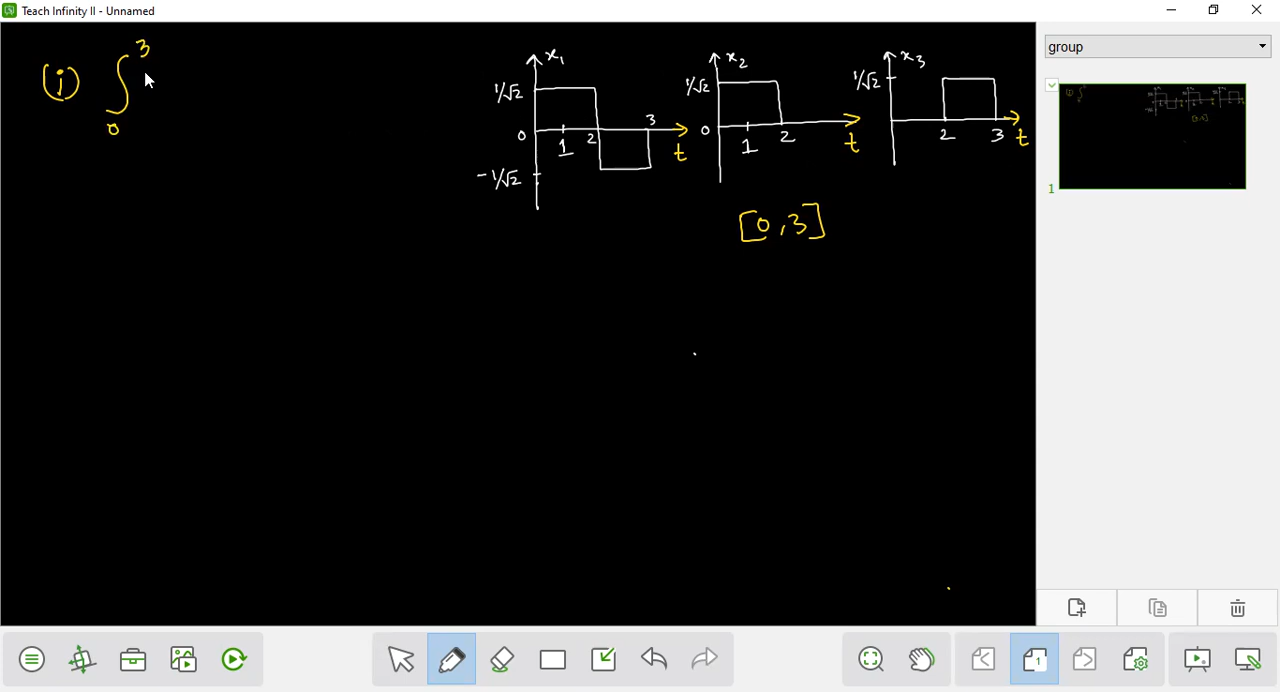 Teach Infinity II - Unnamed
group
(i) ∫₀³
x₁
1/√2
0
1
2
3
t
-1/√2
x₂
1/√2
0
1
2
t
x₃
1/√2
2
3
t
[0,3]
1
1